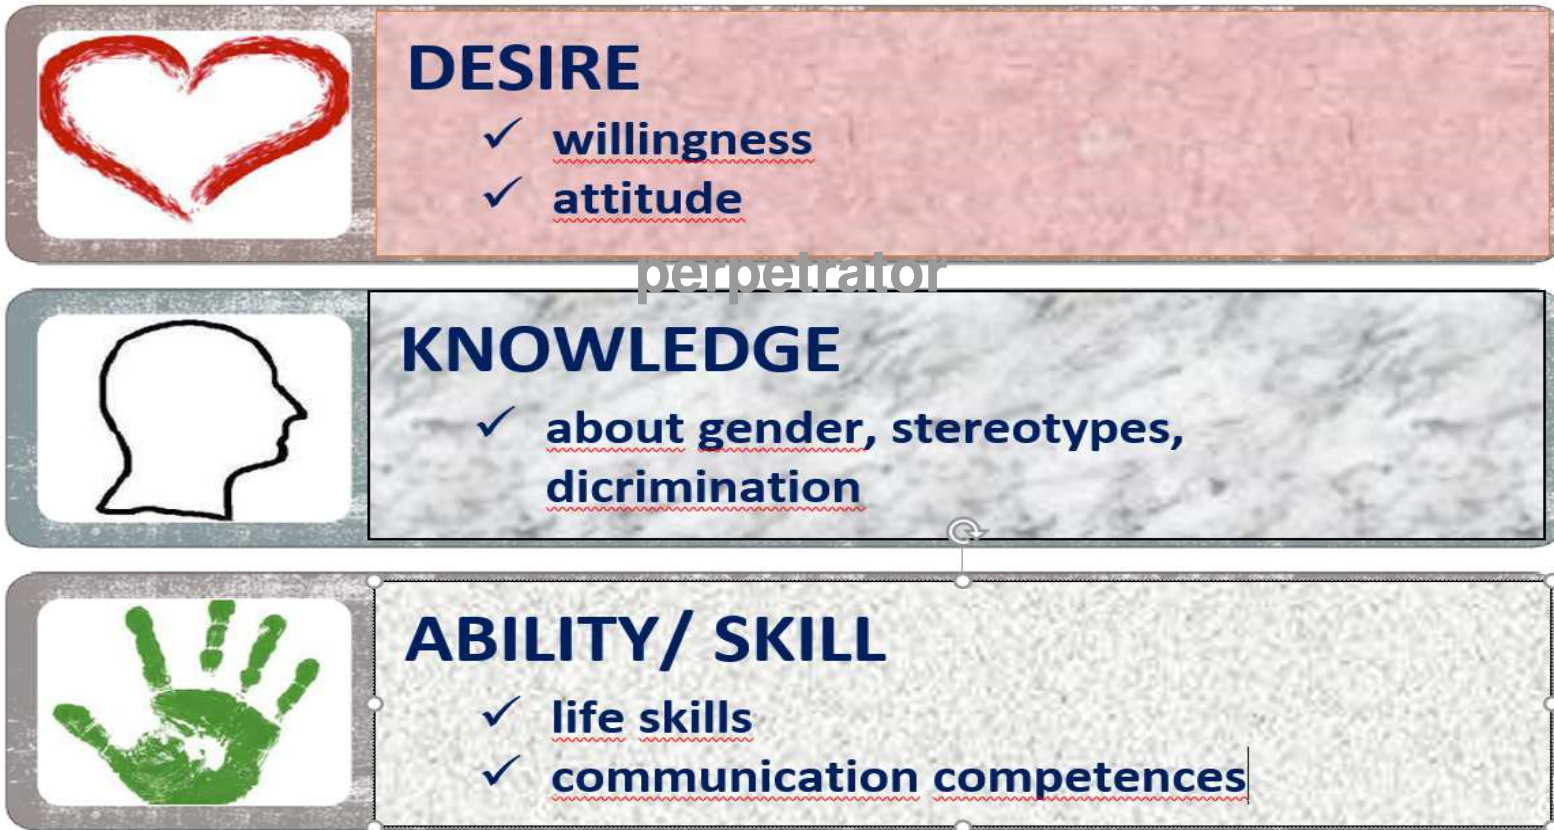 DESIRE
✓ willingness
✓ attitude
perpetrator
KNOWLEDGE
✓ about gender, stereotypes,
dicrimination
ABILITY/ SKILL
✓ life skills
✓ communication competences